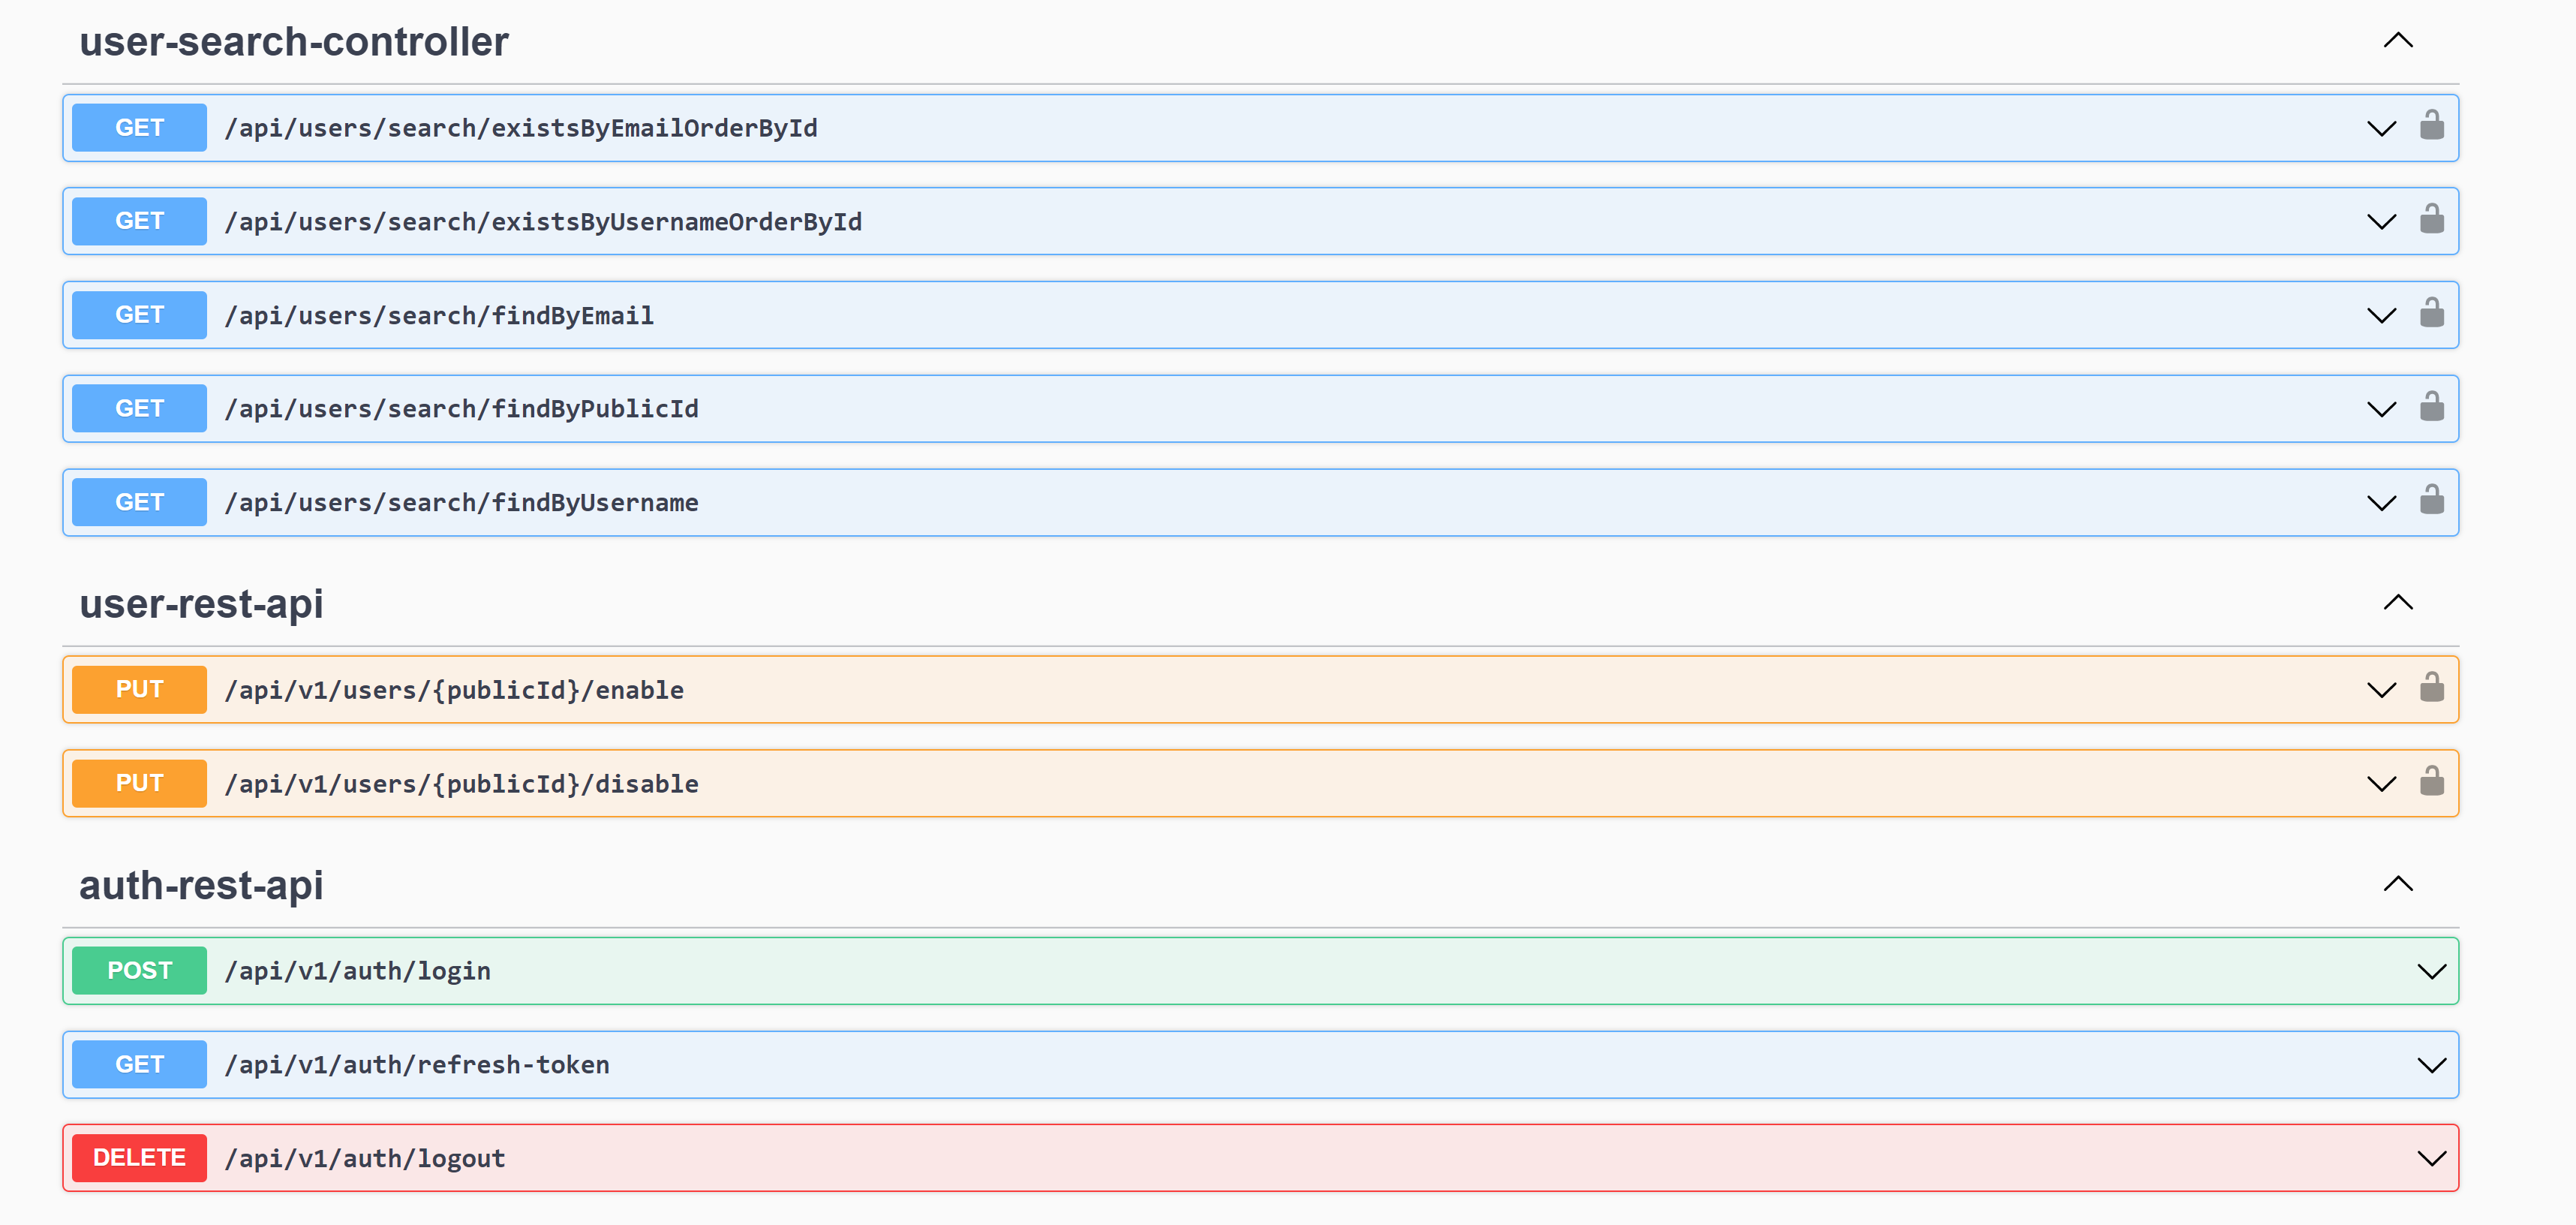 user-search-controller
GET /api/users/search/existsByEmailOrderById
GET /api/users/search/existsByUsernameOrderById
GET /api/users/search/findByEmail
GET /api/users/search/findByPublicId
GET /api/users/search/findByUsername
user-rest-api
PUT /api/v1/users/{publicId}/enable
PUT /api/v1/users/{publicId}/disable
auth-rest-api
POST /api/v1/auth/login
GET /api/v1/auth/refresh-token
DELETE /api/v1/auth/logout